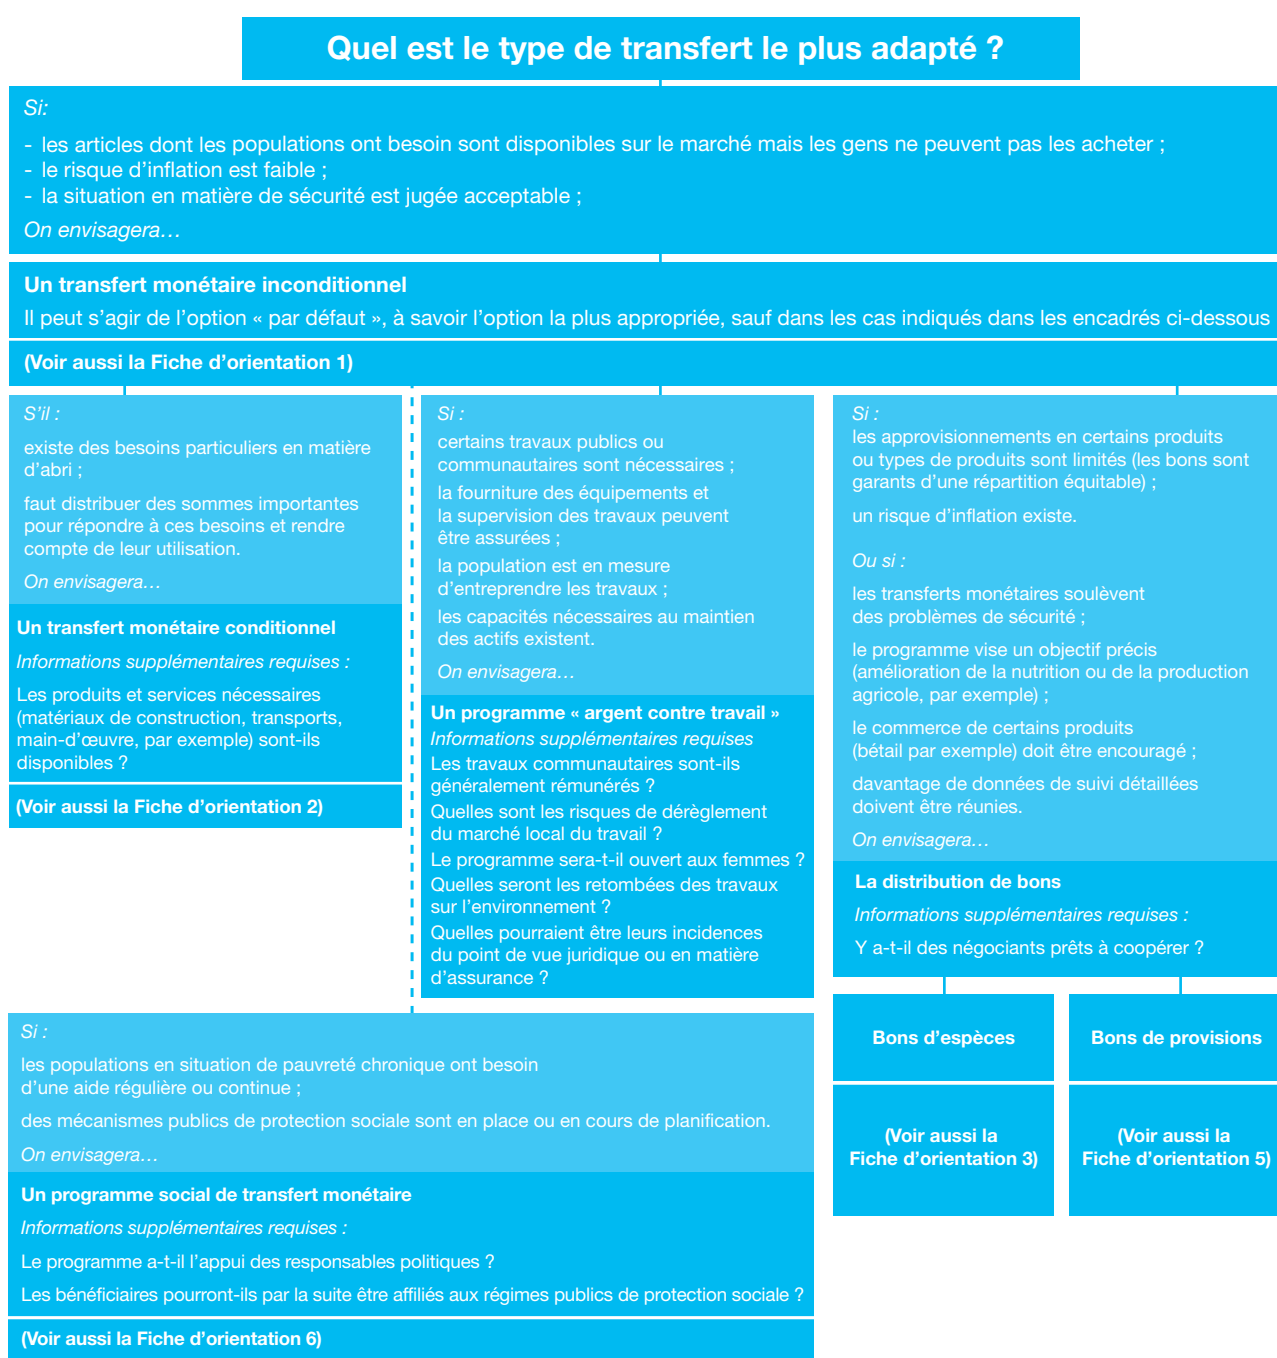 Quel est le type de transfert le plus adapté ?
Si:
- les articles dont les populations ont besoin sont disponibles sur le marché mais les gens ne peuvent pas les acheter ;
- le risque d’inflation est faible ;
- la situation en matière de sécurité est jugée acceptable ;
On envisagera…
Un transfert monétaire inconditionnel
Il peut s’agir de l’option « par défaut », à savoir l’option la plus appropriée, sauf dans les cas indiqués dans les encadrés ci-dessous
(Voir aussi la Fiche d’orientation 1)
S’il :
existe des besoins particuliers en matière
d’abri ;
faut distribuer des sommes importantes
pour répondre à ces besoins et rendre
compte de leur utilisation.
On envisagera…
Un transfert monétaire conditionnel
Informations supplémentaires requises :
Les produits et services nécessaires
(matériaux de construction, transports,
main-d’œuvre, par exemple) sont-ils
disponibles ?
(Voir aussi la Fiche d’orientation 2)
Si :
certains travaux publics ou
communautaires sont nécessaires ;
la fourniture des équipements et
la supervision des travaux peuvent
être assurées ;
la population est en mesure
d’entreprendre les travaux ;
les capacités nécessaires au maintien
des actifs existent.
On envisagera…
Un programme « argent contre travail »
Informations supplémentaires requises
Les travaux communautaires sont-ils
généralement rémunérés ?
Quelles sont les risques de dérèglement
du marché local du travail ?
Le programme sera-t-il ouvert aux femmes ?
Quelles seront les retombées des travaux
sur l’environnement ?
Quelles pourraient être leurs incidences
du point de vue juridique ou en matière
d’assurance ?
Si :
les approvisionnements en certains produits
ou types de produits sont limités (les bons sont
garants d’une répartition équitable) ;
un risque d’inflation existe.
Ou si :
les transferts monétaires soulèvent
des problèmes de sécurité ;
le programme vise un objectif précis
(amélioration de la nutrition ou de la production
agricole, par exemple) ;
le commerce de certains produits
(bétail par exemple) doit être encouragé ;
davantage de données de suivi détaillées
doivent être réunies.
On envisagera…
La distribution de bons
Informations supplémentaires requises :
Y a-t-il des négociants prêts à coopérer ?
Bons d’espèces
(Voir aussi la
Fiche d’orientation 3)
Bons de provisions
(Voir aussi la
Fiche d’orientation 5)
Si :
les populations en situation de pauvreté chronique ont besoin
d’une aide régulière ou continue ;
des mécanismes publics de protection sociale sont en place ou en cours de planification.
On envisagera…
Un programme social de transfert monétaire
Informations supplémentaires requises :
Le programme a-t-il l’appui des responsables politiques ?
Les bénéficiaires pourront-ils par la suite être affiliés aux régimes publics de protection sociale ?
(Voir aussi la Fiche d’orientation 6)